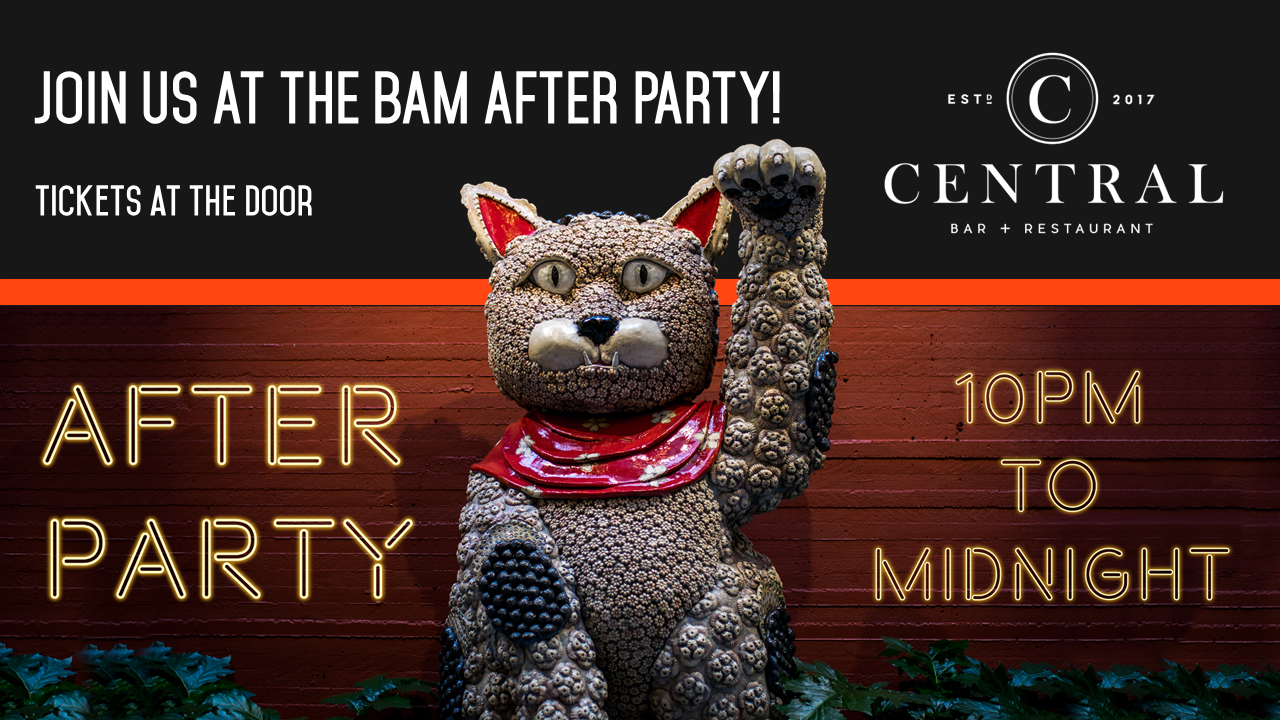 JOIN US AT THE BAM AFTER PARTY!
TICKETS AT THE DOOR
ESTD C 2017
CENTRAL
BAR + RESTAURANT
AFTER
PARTY
10PM
TO
MIDNIGHT